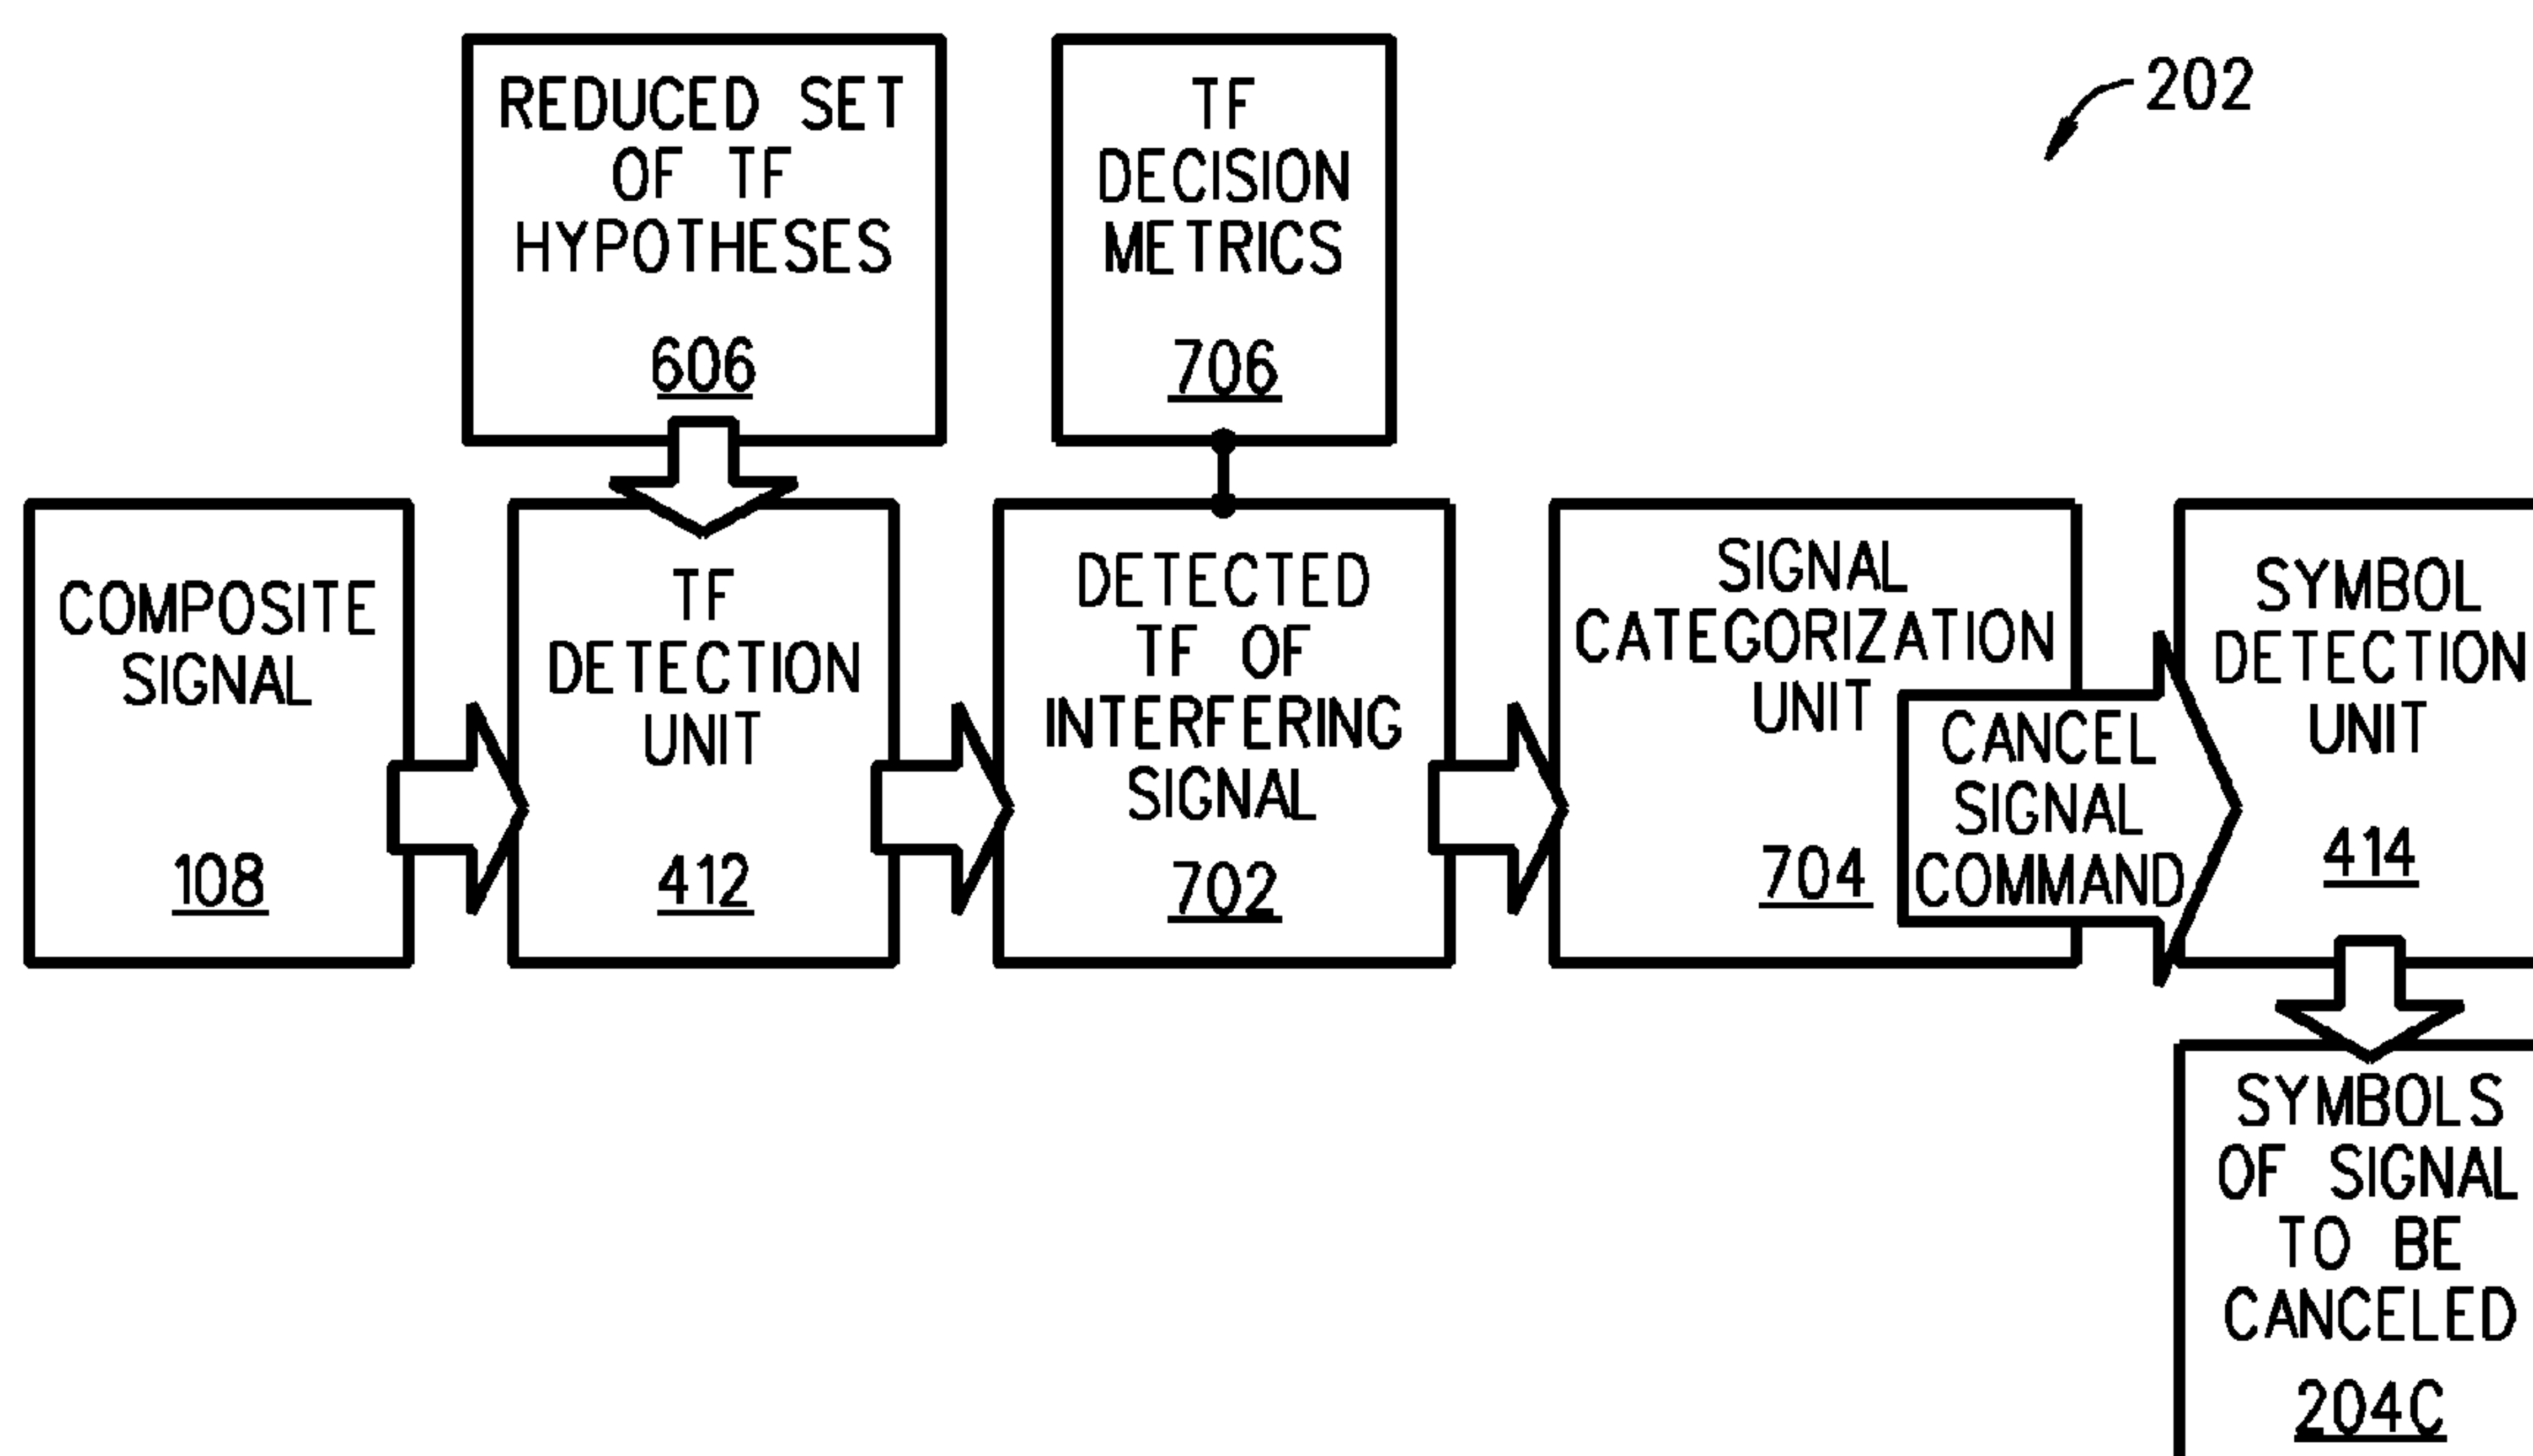 REDUCED SET
OF TF
HYPOTHESES
606
TF
DECISION
METRICS
706
202
COMPOSITE
SIGNAL
108
TF
DETECTION
UNIT
412
DETECTED
TF OF
INTERFERING
SIGNAL
702
SIGNAL
CATEGORIZATION
UNIT
704
CANCEL
SIGNAL
COMMAND
SYMBOL
DETECTION
UNIT
414
SYMBOLS
OF SIGNAL
TO BE
CANCELED
204C